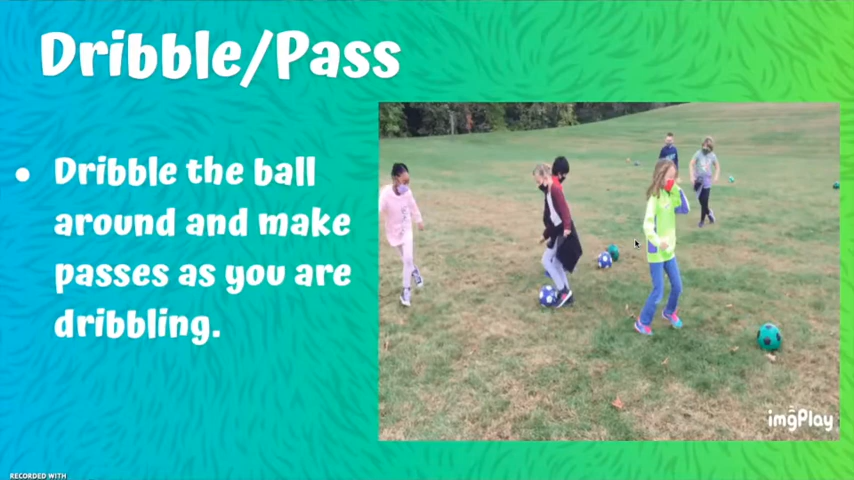 Dribble/Pass
Dribble the ball
around and make
passes as you are
dribbling.
imgPlay
RECORDED WITH